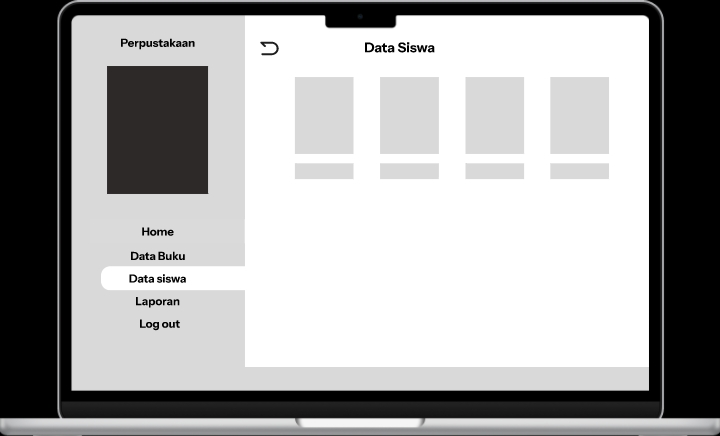 Perpustakaan
Data Siswa
Home
Data Buku
Data siswa
Laporan
Log out